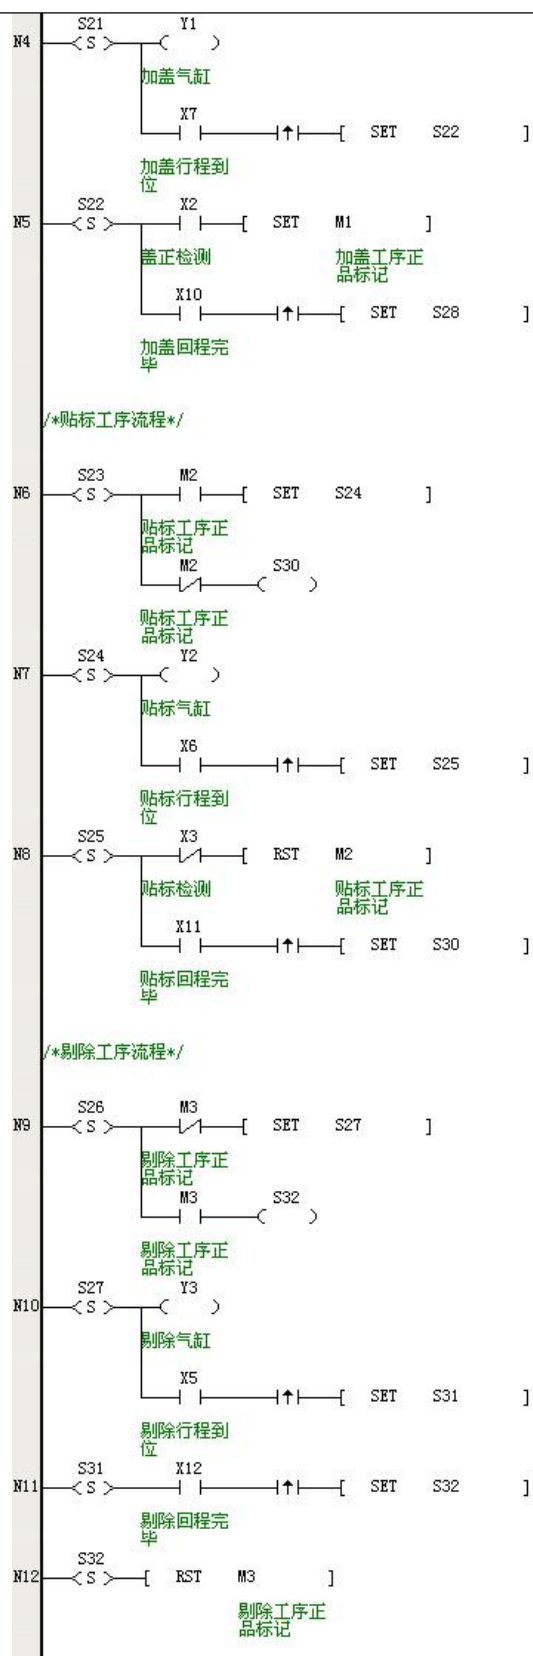 S21 Y1
N4 S
加盖气缸
X7
SET S22
加盖行程到
位
S22 X2
N5 S SET M1
盖正检测 加盖工序正
品标记
X10
SET S28
加盖回程完
毕
/*贴标工序流程*/
S23 M2
N6 S SET S24
贴标工序正
品标记
M2 S30
贴标工序正
品标记
S24 Y2
N7 S
贴标气缸
X6
SET S25
贴标行程到
位
S25 X3
N8 S RST M2
贴标检测 贴标工序正
品标记
X11
SET S30
贴标回程完
毕
/*剔除工序流程*/
S26 M3
N9 S SET S27
剔除工序正
品标记
M3 S32
剔除工序正
品标记
S27 Y3
N10 S
剔除气缸
X5
SET S31
剔除行程到
位
S31 X12
N11 S SET S32
剔除回程完
毕
S32
N12 S RST M3
剔除工序正
品标记